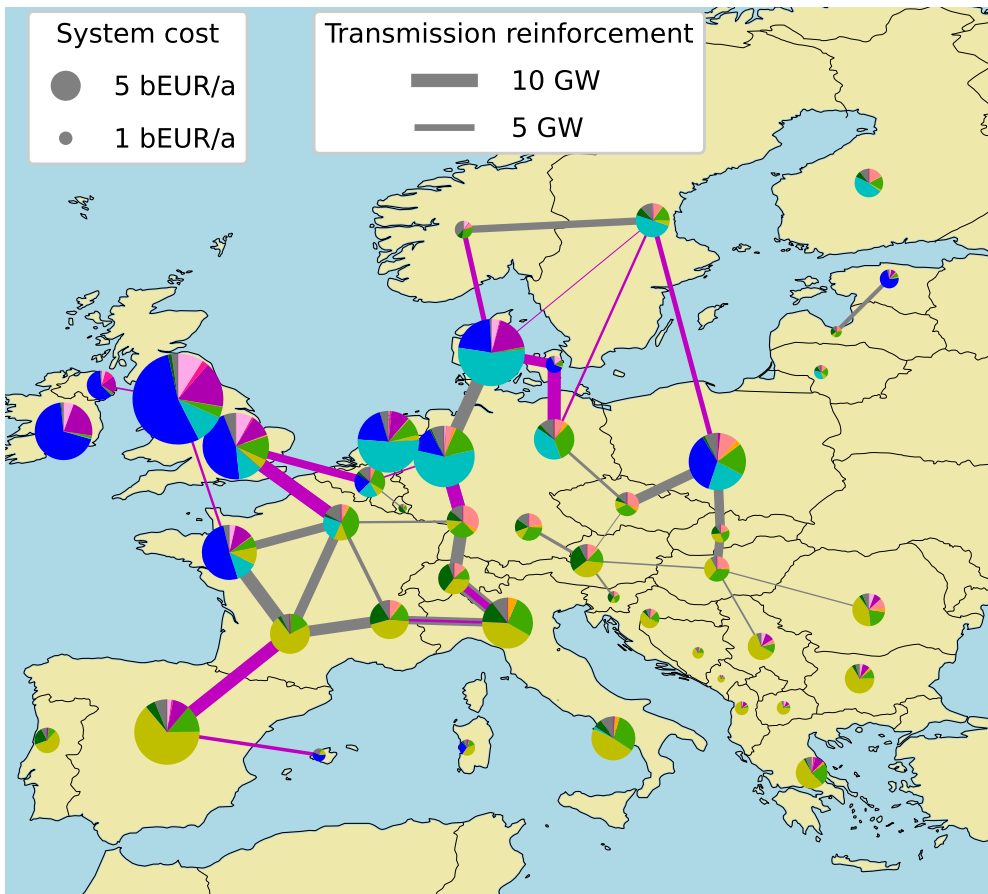 System cost
5 bEUR/a
1 bEUR/a
Transmission reinforcement
10 GW
5 GW